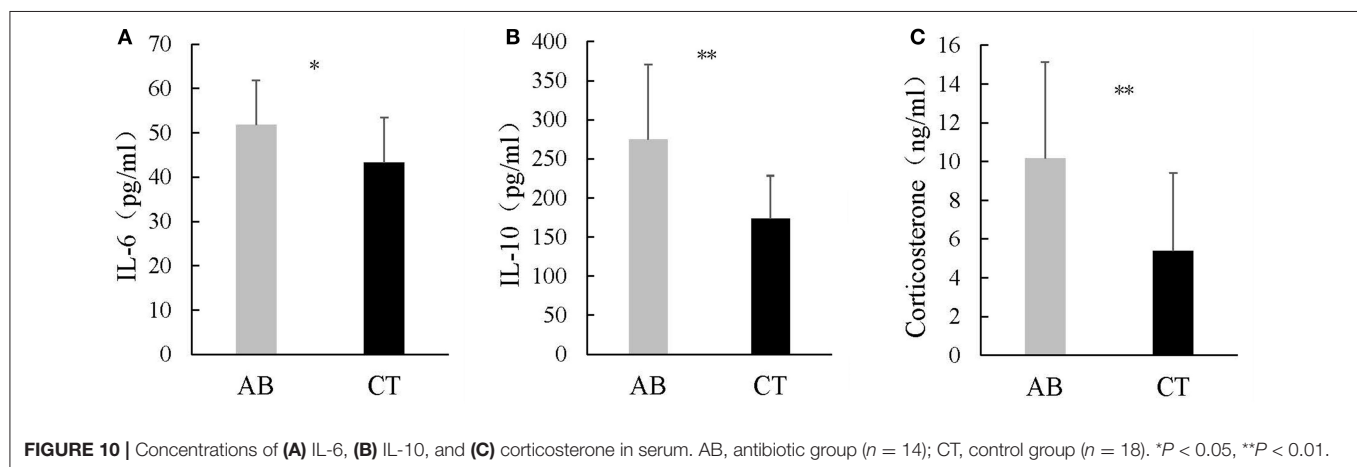 A
70
60
50
40
30
20
10
0
IL-6（pg/ml）
*
AB CT
B
400
350
300
250
200
150
100
50
0
IL-10（pg/ml）
**
AB CT
C
16
14
12
10
8
6
4
2
0
Corticosterone（ng/ml）
**
AB CT
FIGURE 10 | Concentrations of (A) IL-6, (B) IL-10, and (C) corticosterone in serum. AB, antibiotic group (n = 14); CT, control group (n = 18). *P < 0.05, **P < 0.01.